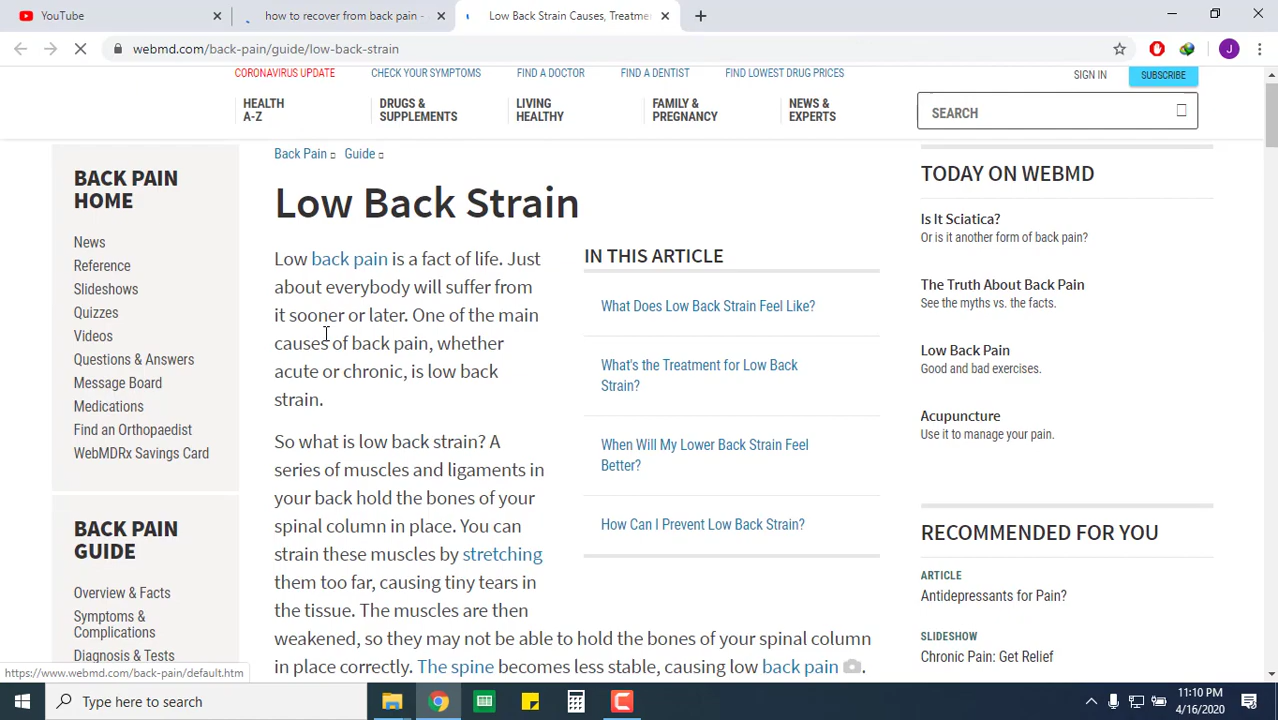 YouTube
how to recover from back pain -
Low Back Strain Causes, Treatme
webmd.com/back-pain/guide/low-back-strain
J
CORONAVIRUS UPDATE
CHECK YOUR SYMPTOMS
FIND A DOCTOR
FIND A DENTIST
FIND LOWEST DRUG PRICES
SIGN IN
SUBSCRIBE
HEALTH
A-Z
DRUGS &
SUPPLEMENTS
LIVING
HEALTHY
FAMILY &
PREGNANCY
NEWS &
EXPERTS
SEARCH
BACK PAIN
HOME
News
Reference
Slideshows
Quizzes
Videos
Questions & Answers
Message Board
Medications
Find an Orthopaedist
WebMDRx Savings Card
BACK PAIN
GUIDE
Overview & Facts
Symptoms &
Complications
Diagnosis & Tests
Back Pain
Guide
Low Back Strain
Low back pain is a fact of life. Just
about everybody will suffer from
it sooner or later. One of the main
causes of back pain, whether
acute or chronic, is low back
strain.
So what is low back strain? A
series of muscles and ligaments in
your back hold the bones of your
spinal column in place. You can
strain these muscles by stretching
them too far, causing tiny tears in
the tissue. The muscles are then
weakened, so they may not be able to hold the bones of your spinal column
in place correctly. The spine becomes less stable, causing low back pain.
IN THIS ARTICLE
What Does Low Back Strain Feel Like?
What's the Treatment for Low Back
Strain?
When Will My Lower Back Strain Feel
Better?
How Can I Prevent Low Back Strain?
TODAY ON WEBMD
Is It Sciatica?
Or is it another form of back pain?
The Truth About Back Pain
See the myths vs. the facts.
Low Back Pain
Good and bad exercises.
Acupuncture
Use it to manage your pain.
RECOMMENDED FOR YOU
ARTICLE
Antidepressants for Pain?
SLIDESHOW
Chronic Pain: Get Relief
https://www.webmd.com/back-pain/default.htm
Type here to search
11:10 PM
4/16/2020